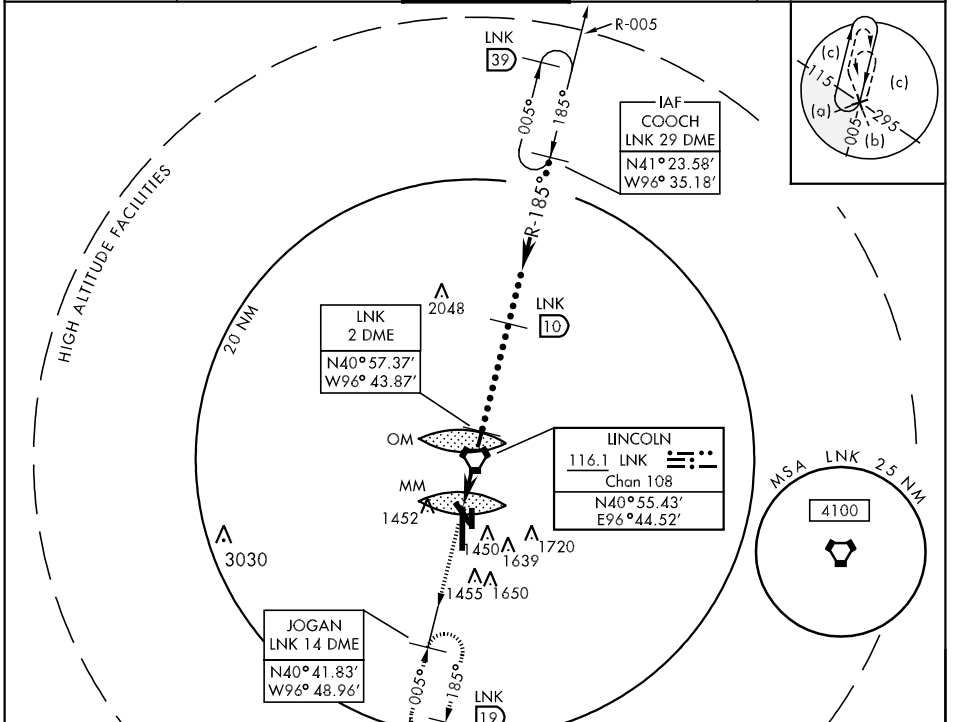 R-005
LNK
39
005°
185°
IAF
COOCH
LNK 29 DME
N41° 23.58'
W96° 35.18'
(c)
115
(c)
(a)
295
005
(b)
HIGH ALTITUDE FACILITIES
R-185°
20 NM
2048
LNK
10
LNK
2 DME
N40° 57.37'
W96° 43.87'
OM
LINCOLN
116.1 LNK
Chan 108
N40° 55.43'
E96° 44.52'
MM
1452
MSA LNK 25 NM
4100
3030
1450
1720
1639
1455
1650
JOGAN
LNK 14 DME
N40° 41.83'
W96° 48.96'
005°
185°
LNK
19